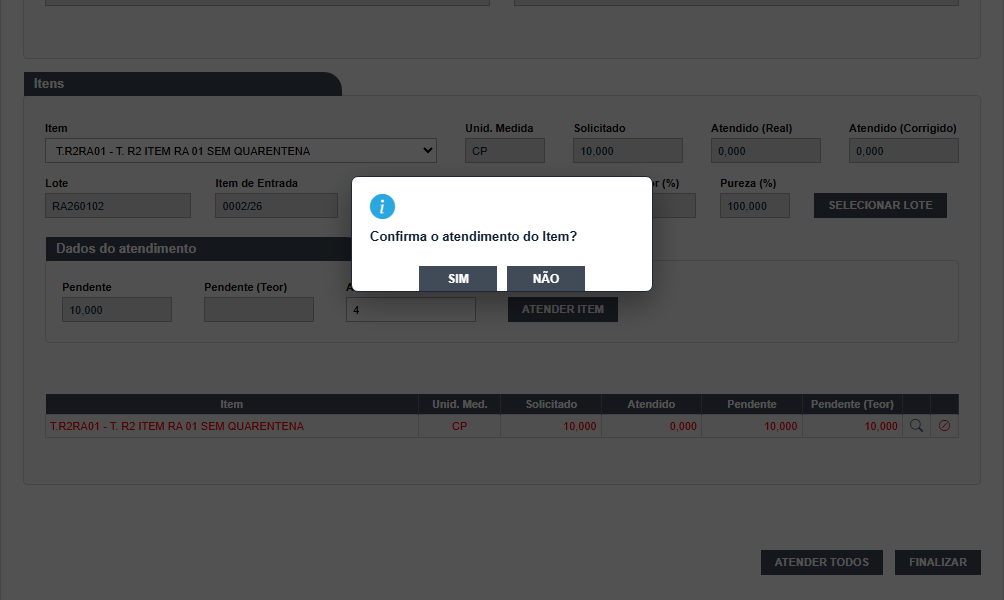 Itens
Item Unid. Medida Solicitado Atendido (Real) Atendido (Corrigido)
T.R2RA01 - T. R2 ITEM RA 01 SEM QUARENTENA CP 10,000 0,000 0,000
Lote Item de Entrada (%) Pureza (%)
RA260102 0002/26 100,000 SELECIONAR LOTE
i
Confirma o atendimento do Item?
SIM NÃO
Dados do atendimento
Pendente Pendente (Teor)
10,000 4 ATENDER ITEM
Item Unid. Med. Solicitado Atendido Pendente Pendente (Teor)
T.R2RA01 - T. R2 ITEM RA 01 SEM QUARENTENA CP 10,000 0,000 10,000 10,000
ATENDER TODOS FINALIZAR